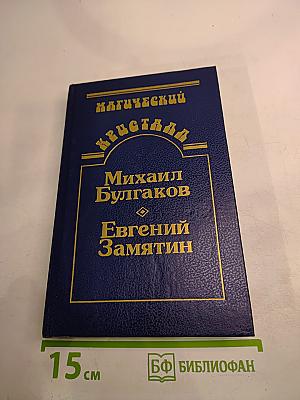 МАГИЧЕСКИЙ
КРИСТАЛЛ
Михаил
Булгаков
Евгений
Замятин
15 см
БФ БИБЛИОФАН